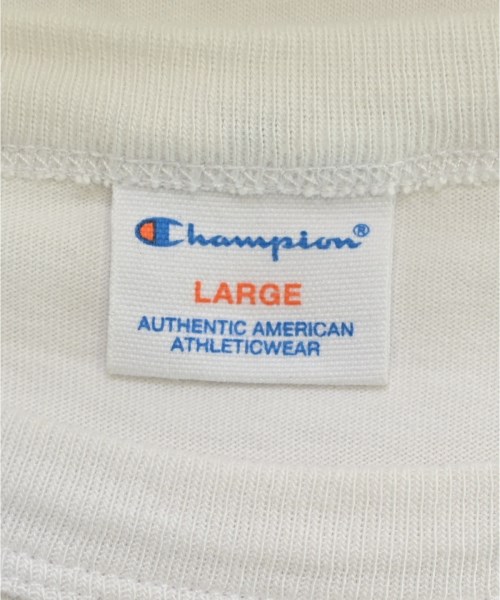 Champion®
LARGE
AUTHENTIC AMERICAN
ATHLETICWEAR